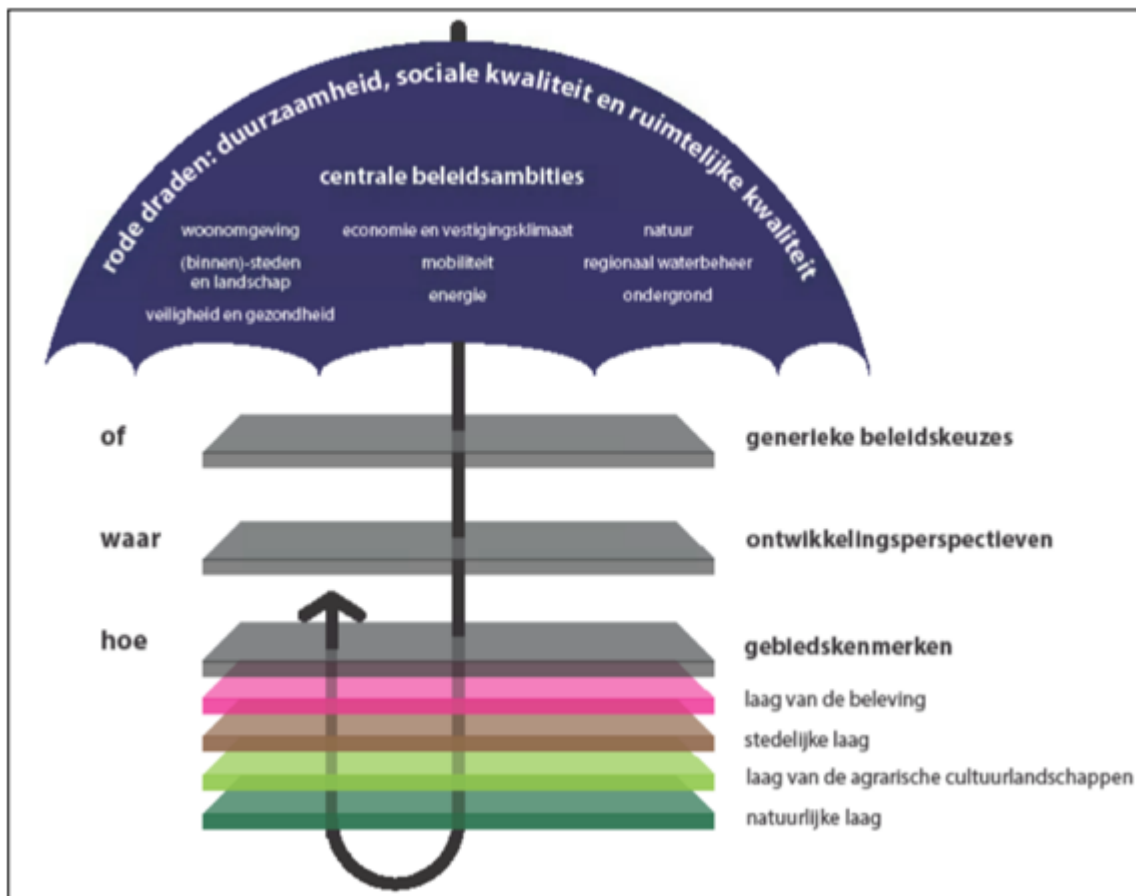 rode draden: duurzaamheid, sociale kwaliteit en ruimtelijke kwaliteit
centrale beleidsambities
woonomgeving
(binnen)-steden
en landschap
veiligheid en gezondheid
economie en vestigingsklimaat
mobiliteit
energie
natuur
regionaal waterbeheer
ondergrond
of
generieke beleidskeuzes
waar
ontwikkelingsperspectieven
hoe
gebiedskenmerken
laag van de beleving
stedelijke laag
laag van de agrarische cultuurlandschappen
natuurlijke laag